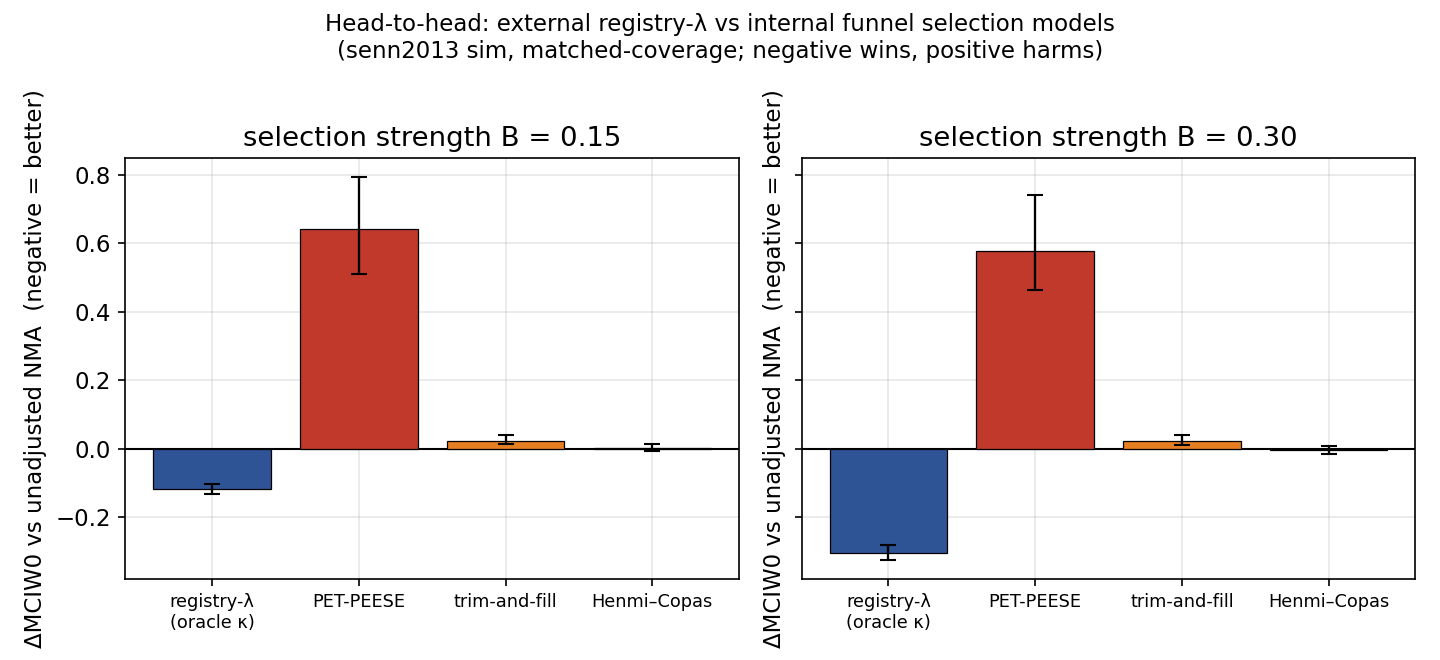 Head-to-head: external registry-λ vs internal funnel selection models
(senn2013 sim, matched-coverage; negative wins, positive harms)
selection strength B = 0.15
ΔMCIW0 vs unadjusted NMA  (negative = better)
0.8
0.6
0.4
0.2
0.0
−0.2
registry-λ
(oracle κ)
PET-PEESE
trim-and-fill
Henmi–Copas
selection strength B = 0.30
ΔMCIW0 vs unadjusted NMA  (negative = better)
registry-λ
(oracle κ)
PET-PEESE
trim-and-fill
Henmi–Copas